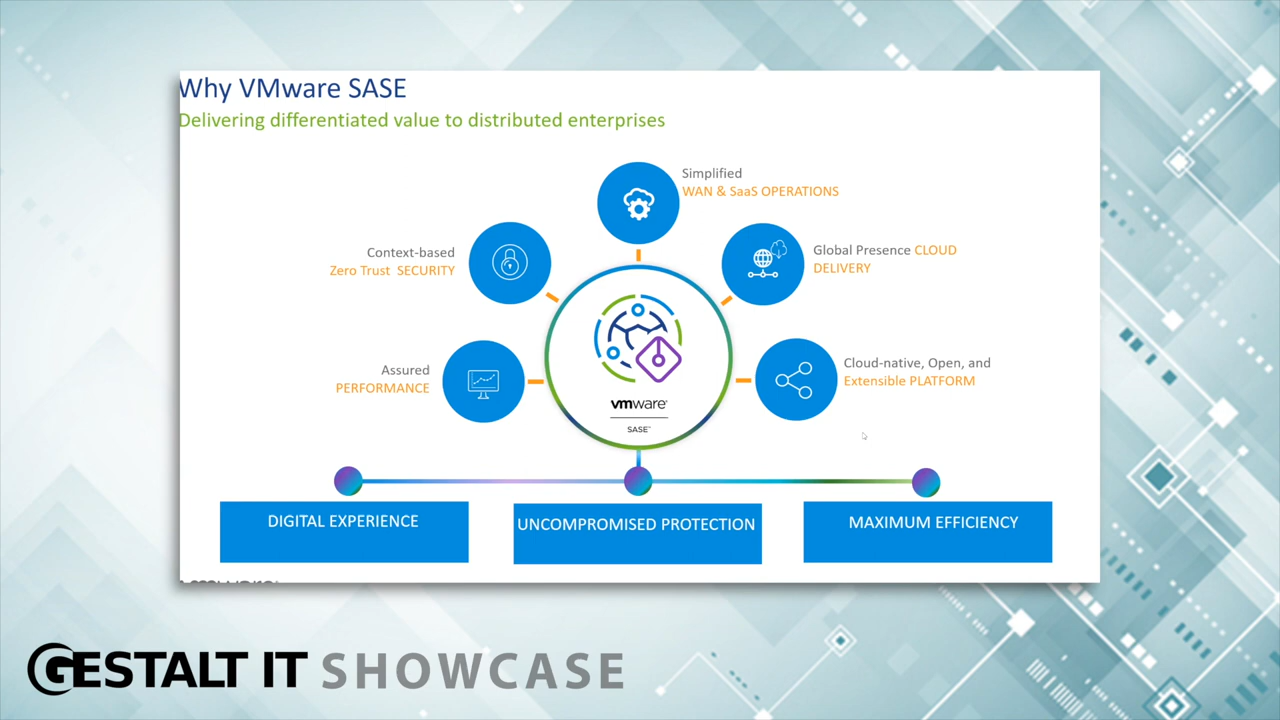 Why VMware SASE
Delivering differentiated value to distributed enterprises
Simplified
WAN & SaaS OPERATIONS
Context-based
Zero Trust SECURITY
Global Presence CLOUD
DELIVERY
Assured
PERFORMANCE
Cloud-native, Open, and
Extensible PLATFORM
vmware®
SASE™
DIGITAL EXPERIENCE
UNCOMPROMISED PROTECTION
MAXIMUM EFFICIENCY
GESTALT IT SHOWCASE